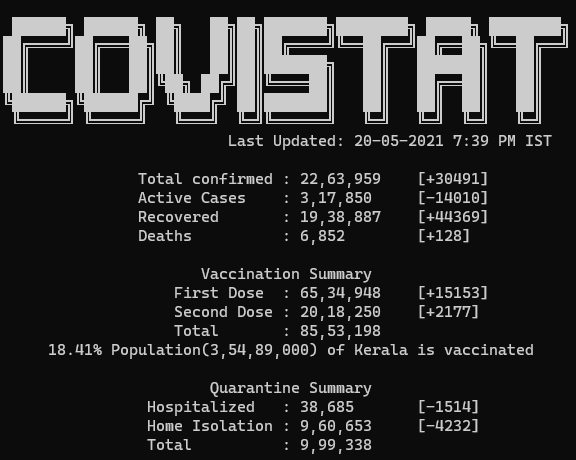 COVISTAT
Last Updated: 20-05-2021 7:39 PM IST
Total confirmed : 22,63,959 [+30491]
Active Cases : 3,17,850 [-14010]
Recovered : 19,38,887 [+44369]
Deaths : 6,852 [+128]
Vaccination Summary
First Dose : 65,34,948 [+15153]
Second Dose : 20,18,250 [+2177]
Total : 85,53,198
18.41% Population(3,54,89,000) of Kerala is vaccinated
Quarantine Summary
Hospitalized : 38,685 [-1514]
Home Isolation : 9,60,653 [-4232]
Total : 9,99,338